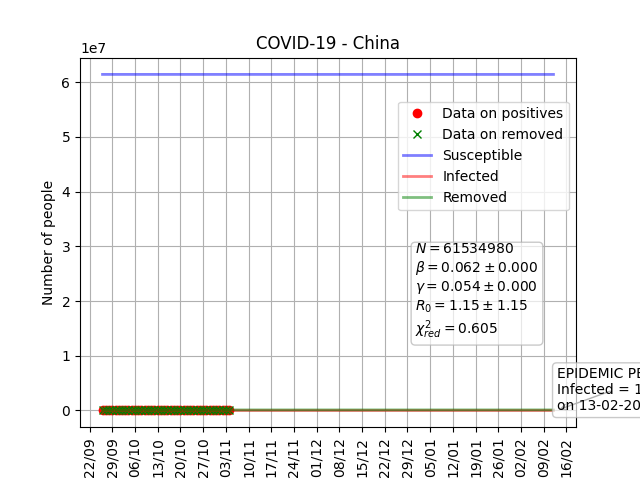 COVID-19 - China
1e7
6
5
4
3
2
1
0
Number of people
Data on positives
Data on removed
Susceptible
Infected
Removed
N = 61534980
β = 0.062 ± 0.000
γ = 0.054 ± 0.000
R₀ = 1.15 ± 1.15
χ²red = 0.605
EPIDEMIC PE
Infected = 1
on 13-02-20
22/09 29/09 06/10 13/10 20/10 27/10 03/11 10/11 17/11 24/11 01/12 08/12 15/12 22/12 29/12 05/01 12/01 19/01 26/01 02/02 09/02 16/02